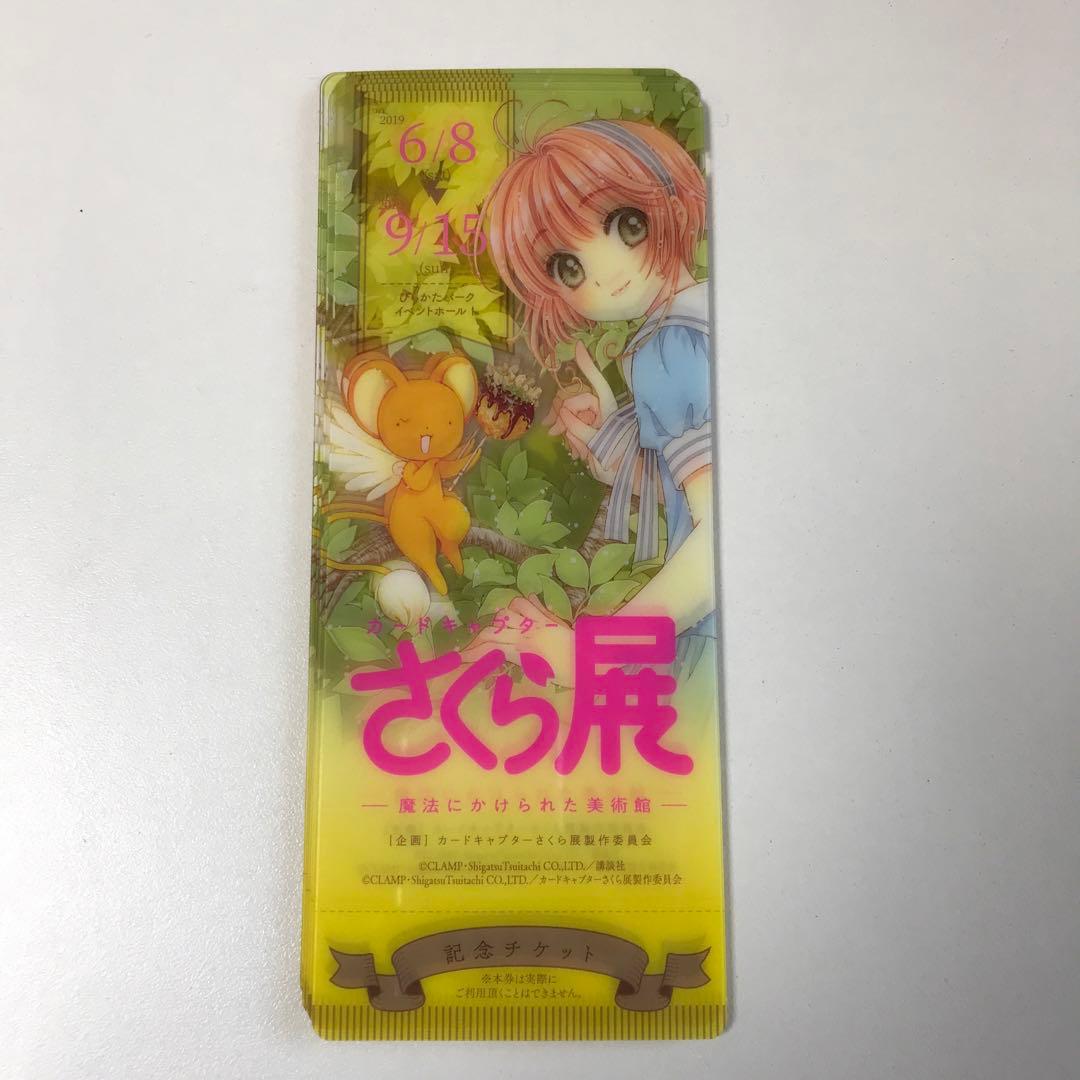 2019
6/8
(sat)
9/15
(sun)
ひらかたパーク
イベントホールⅠ
カードキャプター
さくら展
―魔法にかけられた美術館―
[企画] カードキャプターさくら展製作委員会
©CLAMP・ShigatsuTsuitachi CO.,LTD.／講談社
©CLAMP・ShigatsuTsuitachi CO.,LTD.／カードキャプターさくら展製作委員会
記念チケット
※本券は実際に
ご利用頂くことはできません。